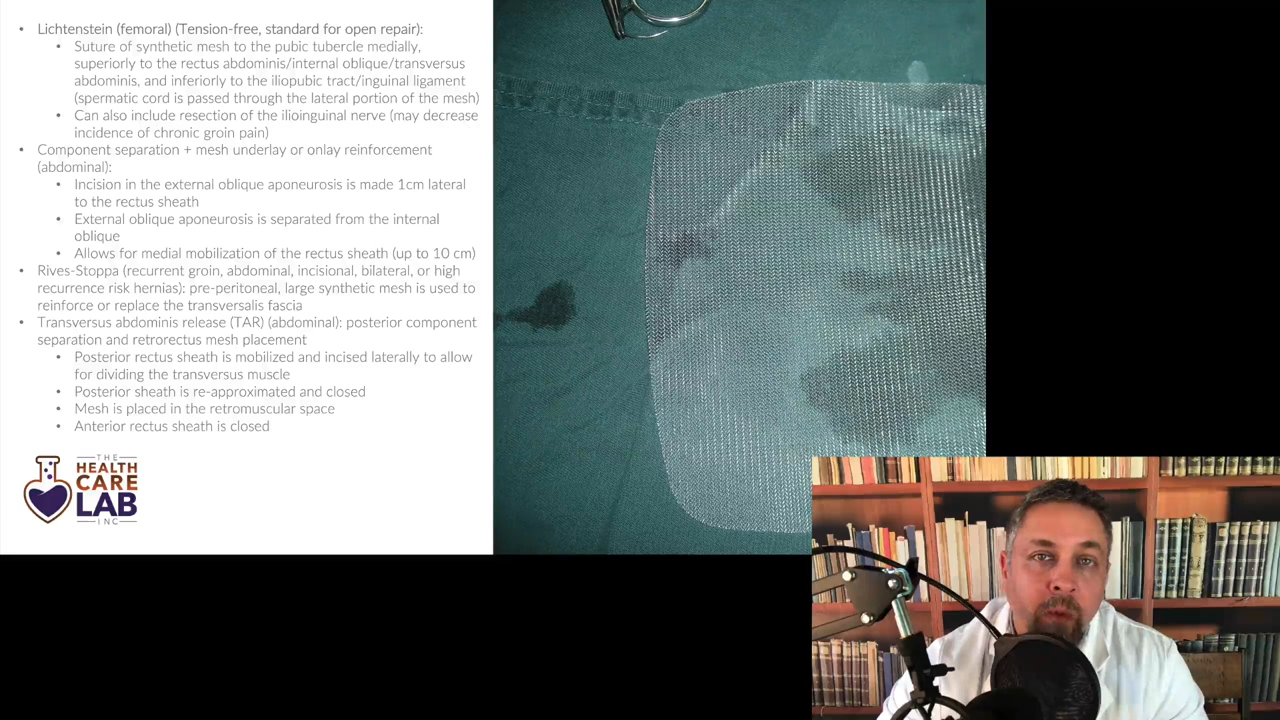 • Lichtenstein (femoral) (Tension-free, standard for open repair):
• Suture of synthetic mesh to the pubic tubercle medially,
superiorly to the rectus abdominis/internal oblique/transversus
abdominis, and inferiorly to the iliopubic tract/inguinal ligament
(spermatic cord is passed through the lateral portion of the mesh)
• Can also include resection of the ilioinguinal nerve (may decrease
incidence of chronic groin pain)
• Component separation + mesh underlay or onlay reinforcement
(abdominal):
• Incision in the external oblique aponeurosis is made 1cm lateral
to the rectus sheath
• External oblique aponeurosis is separated from the internal
oblique
• Allows for medial mobilization of the rectus sheath (up to 10 cm)
• Rives-Stoppa (recurrent groin, abdominal, incisional, bilateral, or high
recurrence risk hernias): pre-peritoneal, large synthetic mesh is used to
reinforce or replace the transversalis fascia
• Transversus abdominis release (TAR) (abdominal): posterior component
separation and retrorectus mesh placement
• Posterior rectus sheath is mobilized and incised laterally to allow
for dividing the transversus muscle
• Posterior sheath is re-approximated and closed
• Mesh is placed in the retromuscular space
• Anterior rectus sheath is closed
THE
HEALTH
CARE
LAB
INC